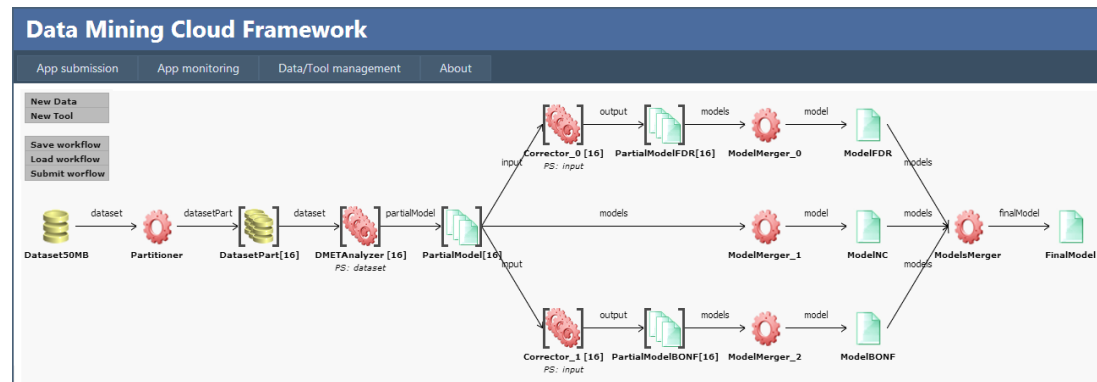 Data Mining Cloud Framework
App submission App monitoring Data/Tool management About
New Data
New Tool
Save workflow
Load workflow
Submit worflow
output models model
Corrector_0 [16] PartialModelFDR[16] ModelMerger_0 ModelFDR
PS: input
input models
dataset datasetPart dataset partialModel models model models finalModel
Dataset50MB Partitioner DatasetPart[16] DMETAnalyzer [16] PartialModel[16] ModelMerger_1 ModelNC ModelsMerger FinalModel
PS: dataset
input models
output models model
Corrector_1 [16] PartialModelBONF[16] ModelMerger_2 ModelBONF
PS: input